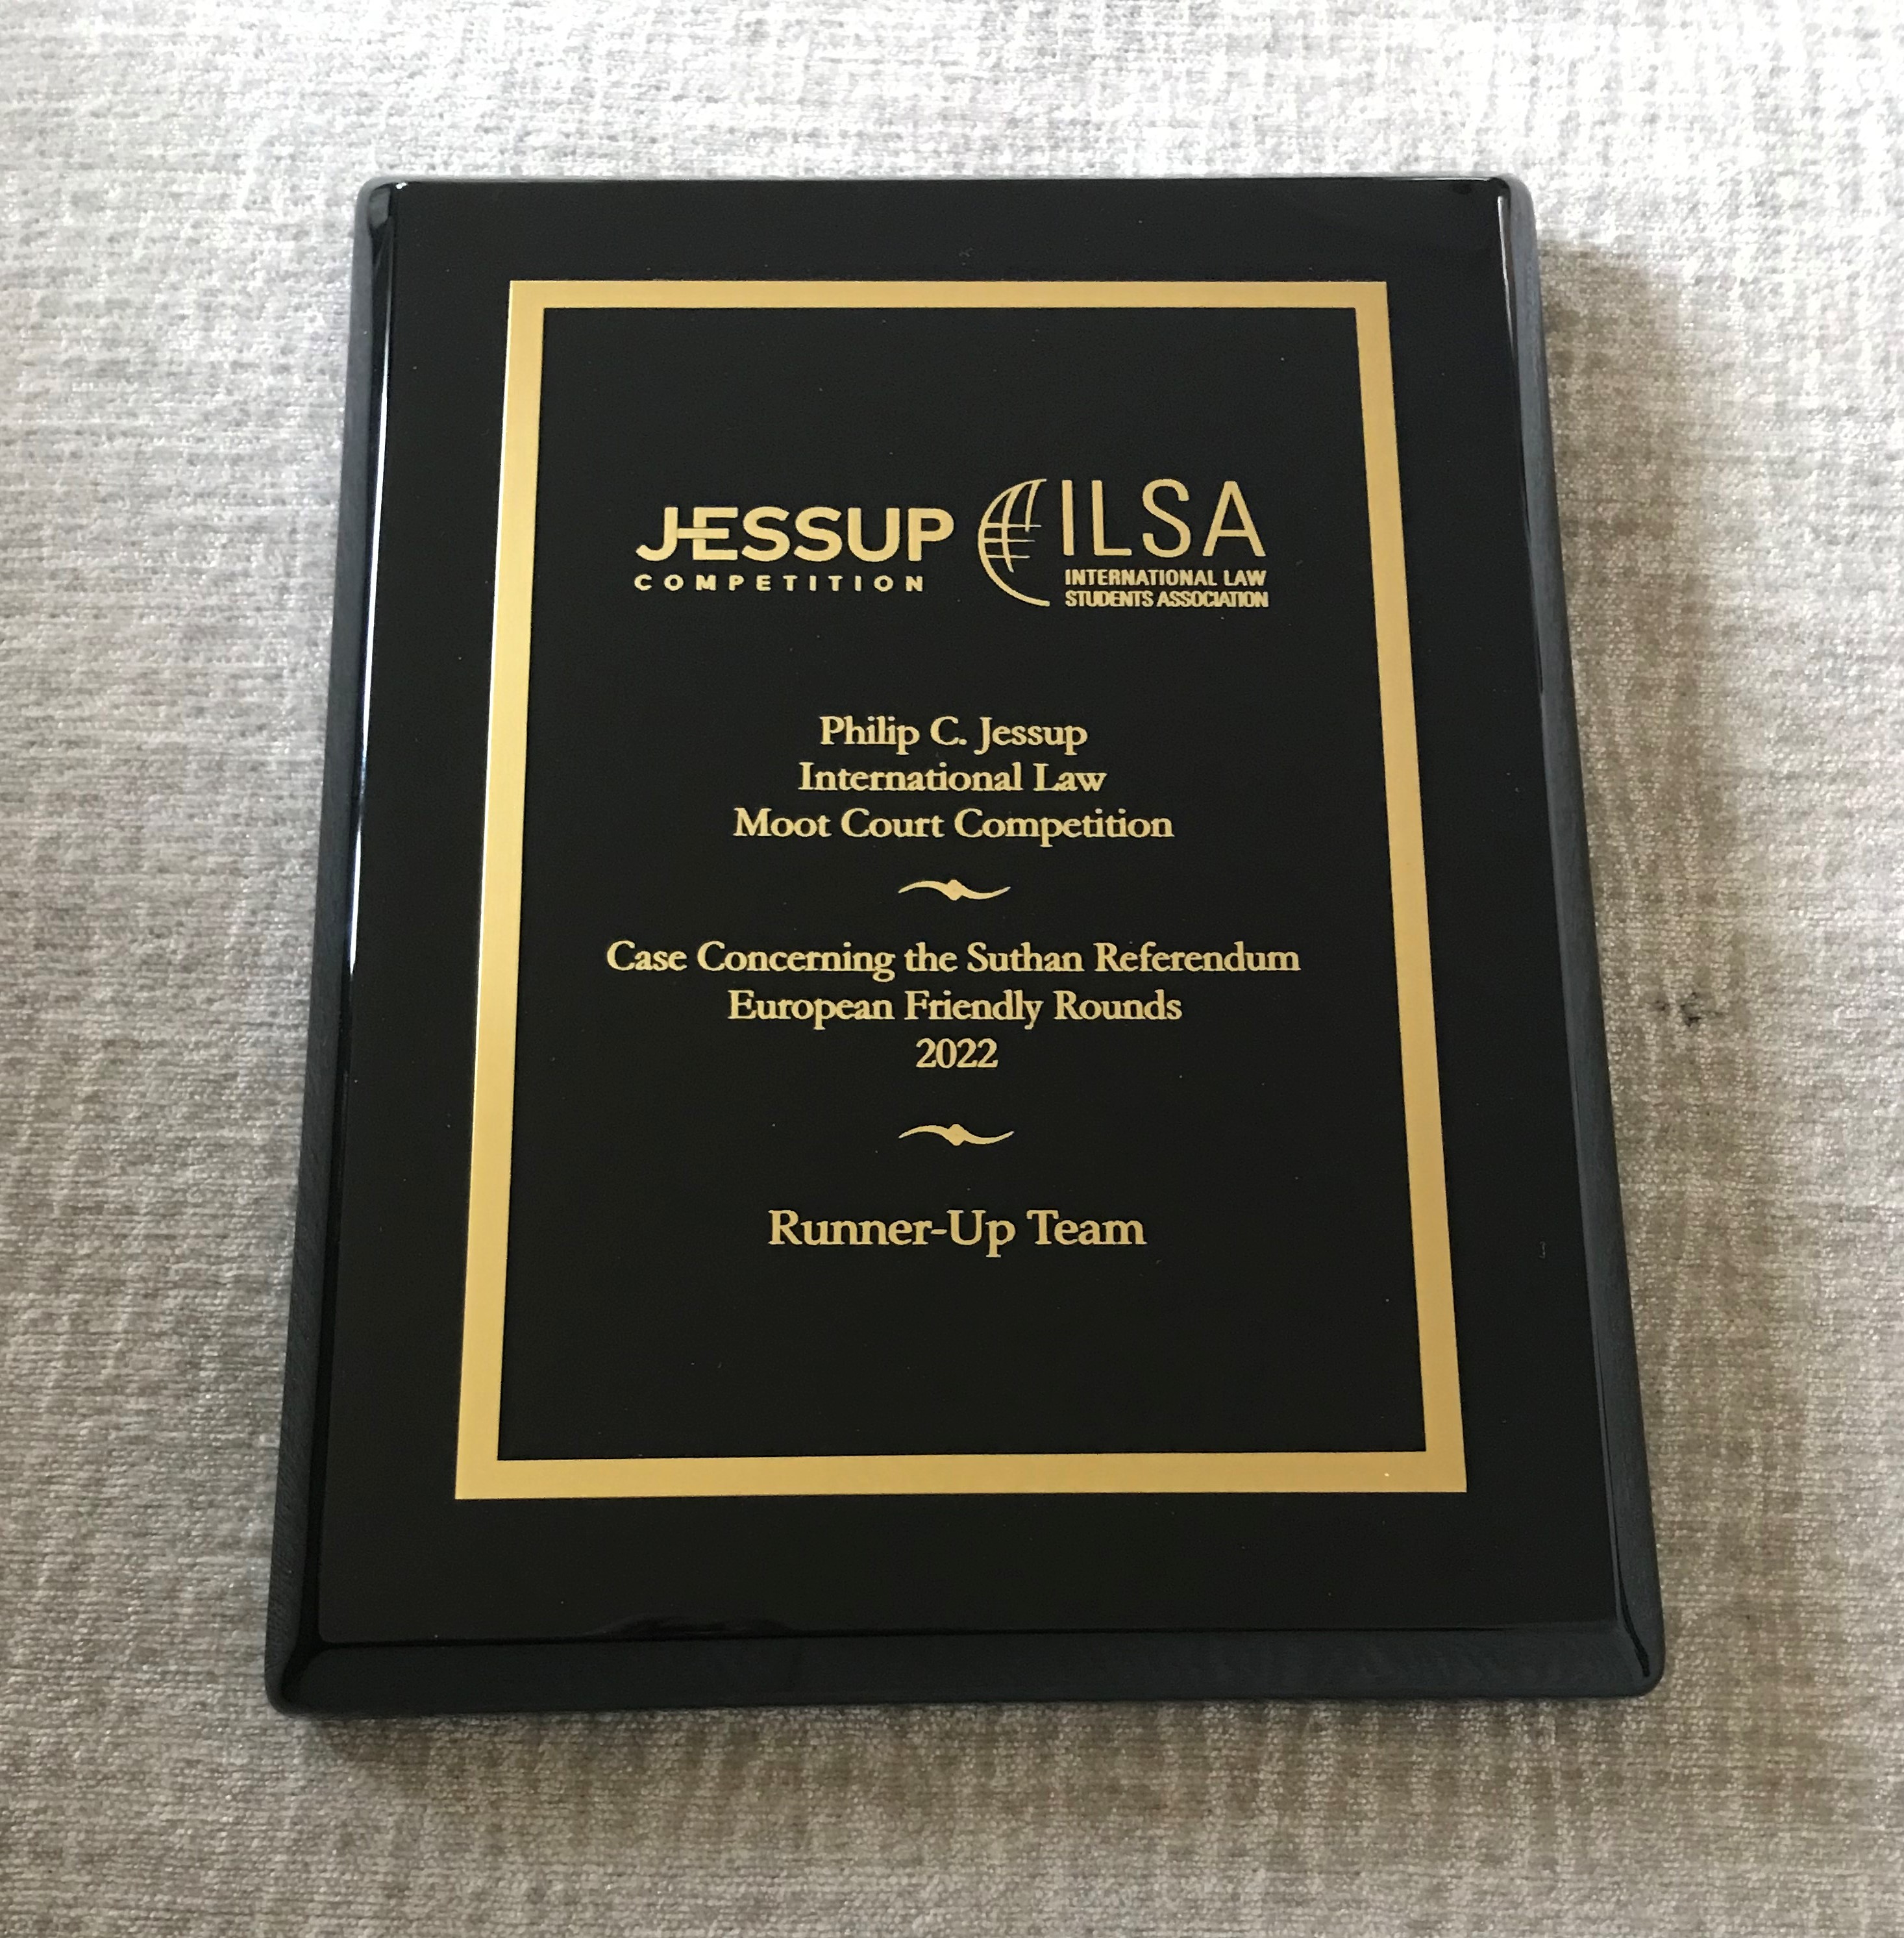 JESSUP
COMPETITION
ILSA
INTERNATIONAL LAW
STUDENTS ASSOCIATION
Philip C. Jessup
International Law
Moot Court Competition
Case Concerning the Suthan Referendum
European Friendly Rounds
2022
Runner-Up Team